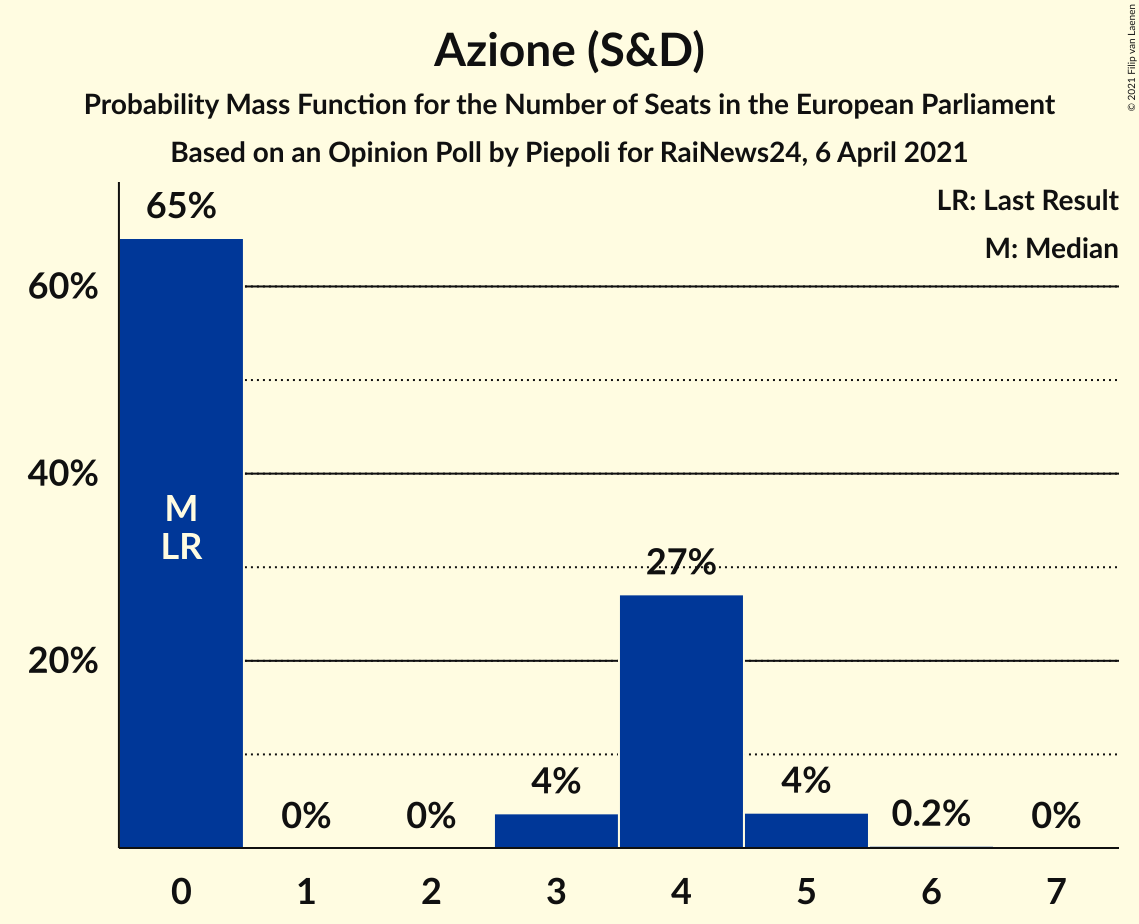 Azione (S&D)
Probability Mass Function for the Number of Seats in the European Parliament
Based on an Opinion Poll by Piepoli for RaiNews24, 6 April 2021
© 2021 Filip van Laenen
LR: Last Result
M: Median
65%
60%
40%
20%
M
LR
0%
0%
4%
27%
4%
0.2%
0%
0
1
2
3
4
5
6
7